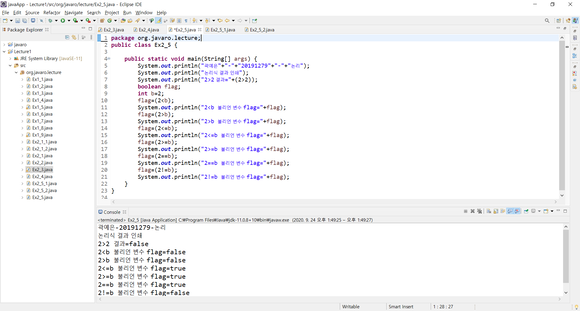 javaApp - Lecture1/src/org/javaro/lecture/Ex2_5.java - Eclipse IDE
File Edit Source Refactor Navigate Search Project Run Window Help
Package Explorer
javaro
Lecture1
JRE System Library [JavaSE-11]
src
org.javaro.lecture
Ex1_1.java
Ex1_2.java
Ex1_3.java
Ex1_4.java
Ex1_5.java
Ex1_6.java
Ex1_7.java
Ex1_8.java
Ex1_9.java
Ex2_1_1.java
Ex2_1_2.java
Ex2_1.java
Ex2_2.java
Ex2_3.java
Ex2_4.java
Ex2_5_1.java
Ex2_5_2.java
Ex2_5.java
Ex2_3.java Ex2_4.java *Ex2_5.java Ex2_5_1.java Ex2_5_2.java
1 package org.javaro.lecture;
2 public class Ex2_5 {
3
4 public static void main(String[] args) {
5 System.out.println("곽예은"+"-"+"20191279"+"-"+"논리");
6 System.out.println("논리식 결과 인쇄");
7 System.out.println("2>2 결과="+(2>2));
8 boolean flag;
9 int b=2;
10 flag=(2<b);
11 System.out.println("2<b 불리언 변수 flag="+flag);
12 flag=(2>b);
13 System.out.println("2>b 불리언 변수 flag="+flag);
14 flag=(2<=b);
15 System.out.println("2<=b 불리언 변수 flag="+flag);
16 flag=(2>=b);
17 System.out.println("2>=b 불리언 변수 flag="+flag);
18 flag=(2==b);
19 System.out.println("2==b 불리언 변수 flag="+flag);
20 flag=(2!=b);
21 System.out.println("2!=b 불리언 변수 flag="+flag);
22 }
23 }
Console
<terminated> Ex2_5 [Java Application] C:\Program Files\Java\jdk-11.0.8+10\bin\javaw.exe (2020. 9. 24 오후 1:49:25 – 오후 1:49:27)
곽예은-20191279-논리
논리식 결과 인쇄
2>2 결과=false
2<b 불리언 변수 flag=false
2>b 불리언 변수 flag=false
2<=b 불리언 변수 flag=true
2>=b 불리언 변수 flag=true
2==b 불리언 변수 flag=true
2!=b 불리언 변수 flag=false
Writable Smart Insert 1 : 28 : 27